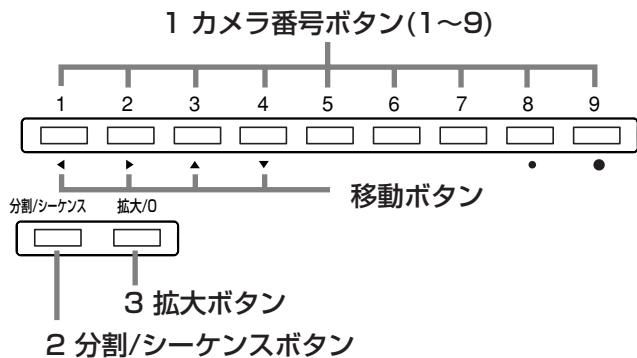 1 カメラ番号ボタン(1～9)
1 2 3 4 5 6 7 8 9
移動ボタン
分割/シーケンス 拡大/0
3 拡大ボタン
2 分割/シーケンスボタン